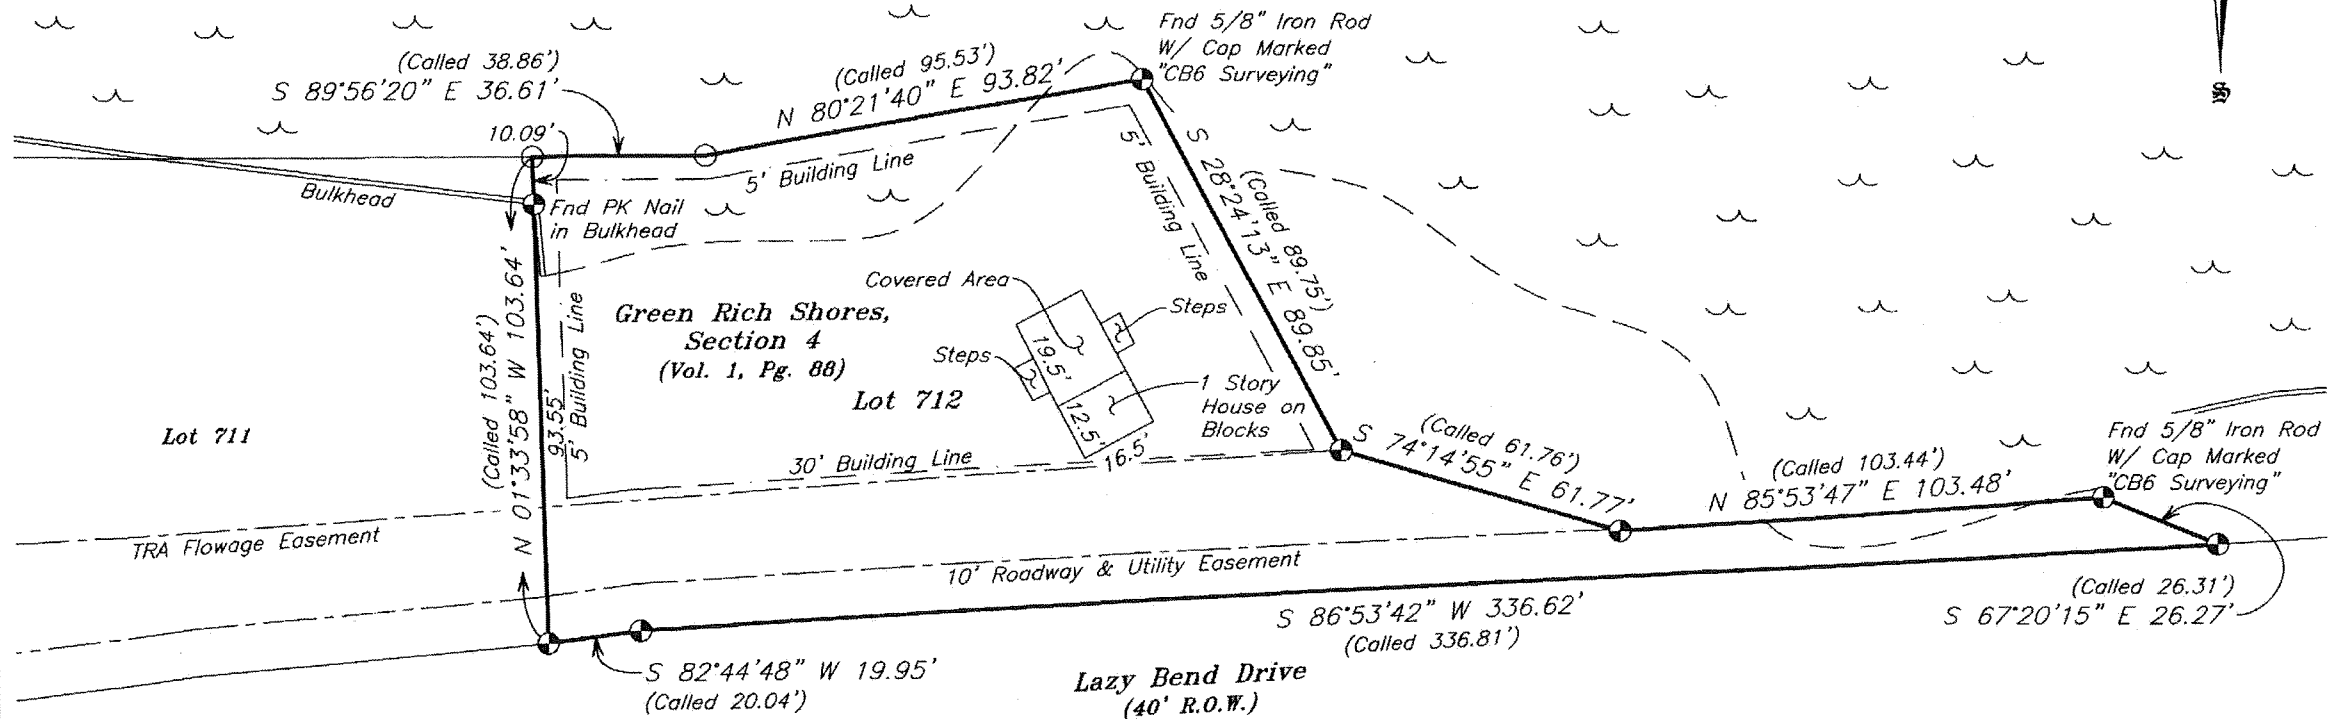 (Called 38.86')
S 89°56'20" E 36.61'
(Called 95.53')
N 80°21'40" E 93.82'
Fnd 5/8" Iron Rod
W/ Cap Marked
"CB6 Surveying"
S
10.09'
Bulkhead
Fnd PK Nail
in Bulkhead
5' Building Line
5' Building Line
S 28°24'13" E 89.85'
(Called 89.75')
N 01°33'58" W 103.64'
(Called 103.64')
93.55'
5' Building Line
Green Rich Shores,
Section 4
(Vol. 1, Pg. 88)
Lot 712
Covered Area
Steps
Steps
19.5'
12.5'
16.5'
1 Story
House on
Blocks
Lot 711
30' Building Line
TRA Flowage Easement
10' Roadway & Utility Easement
(Called 61.76')
S 74°14'55" E 61.77'
(Called 103.44')
N 85°53'47" E 103.48'
Fnd 5/8" Iron Rod
W/ Cap Marked
"CB6 Surveying"
(Called 26.31')
S 67°20'15" E 26.27'
S 86°53'42" W 336.62'
(Called 336.81')
S 82°44'48" W 19.95'
(Called 20.04')
Lazy Bend Drive
(40' R.O.W.)